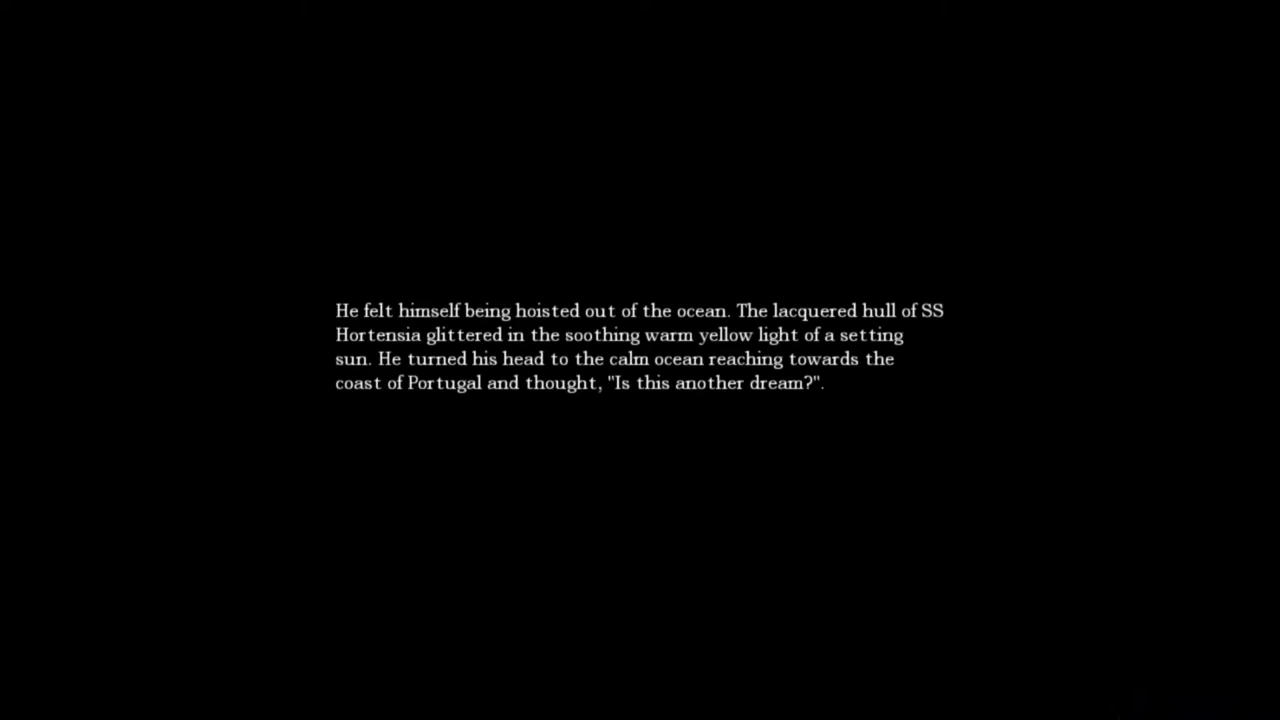 He felt himself being hoisted out of the ocean. The lacquered hull of SS
Hortensia glittered in the soothing warm yellow light of a setting
sun. He turned his head to the calm ocean reaching towards the
coast of Portugal and thought, "Is this another dream?".